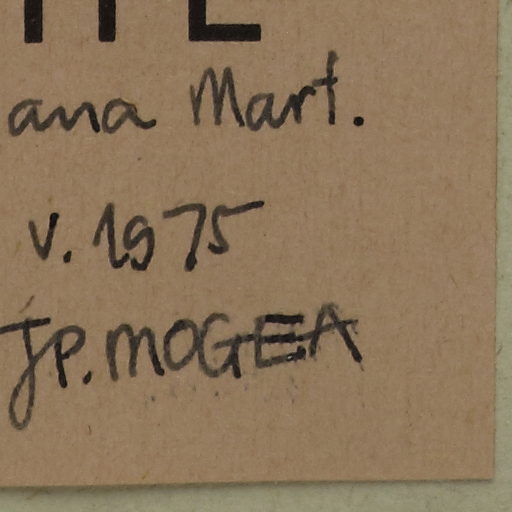 ana Mart.
v. 1975
JP. MOGEA